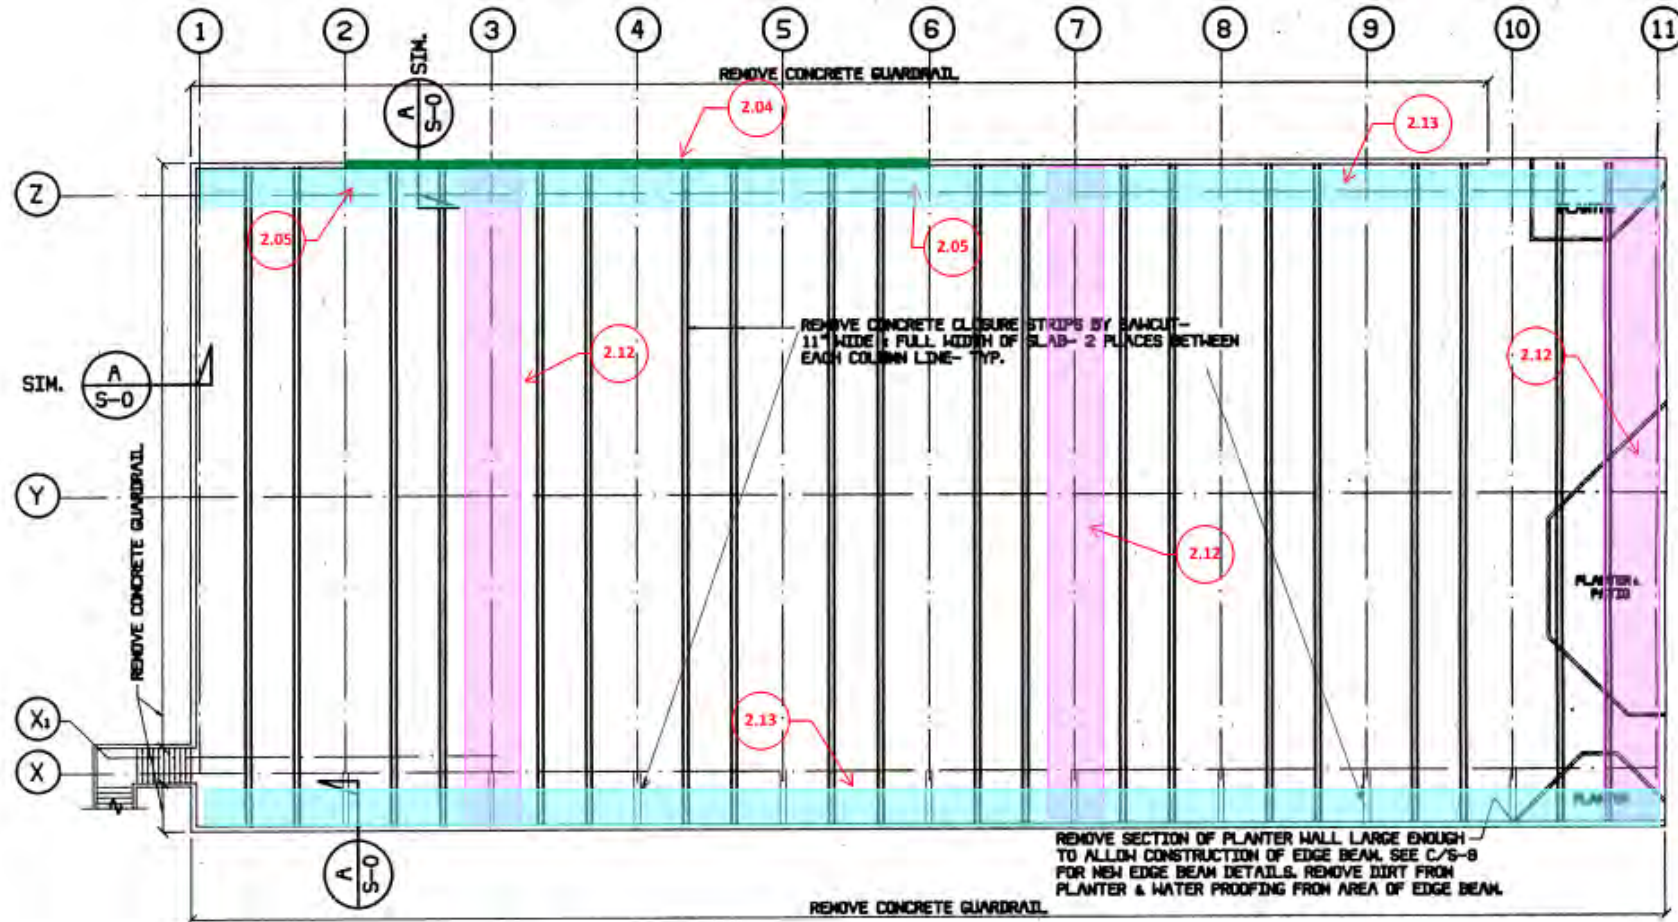 1 2 3 4 5 6 7 8 9 10 11
SIM.
REMOVE CONCRETE GUARDRAIL
A
S-0
2.04
2.13
Z
2.05
2.05
PLANTER
REMOVE CONCRETE CLOSURE STRIPS BY SAWCUT-
11" WIDE & FULL WIDTH OF SLAB- 2 PLACES BETWEEN
EACH COLUMN LINE- TYP.
2.12
2.12
SIM.
A
S-0
REMOVE CONCRETE GUARDRAIL
Y
2.12
PLANTER &
PATIO
X1
2.13
X
PLANTER
A
S-0
REMOVE SECTION OF PLANTER WALL LARGE ENOUGH
TO ALLOW CONSTRUCTION OF EDGE BEAM. SEE C/S-8
FOR NEW EDGE BEAM DETAILS. REMOVE DIRT FROM
PLANTER & WATER PROOFING FROM AREA OF EDGE BEAM.
REMOVE CONCRETE GUARDRAIL